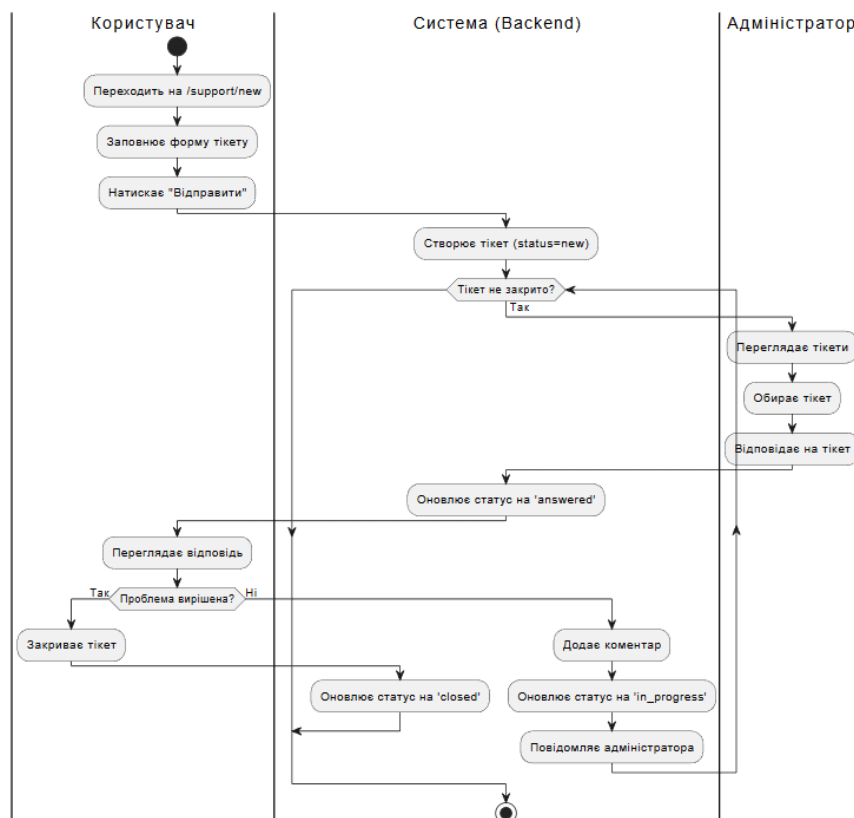 Користувач
Система (Backend)
Адміністратор
Переходить на /support/new
Заповнює форму тікету
Натискає "Відправити"
Створює тікет (status=new)
Тікет не закрито?
Так
Переглядає тікети
Обирає тікет
Відповідає на тікет
Оновлює статус на 'answered'
Переглядає відповідь
Так
Проблема вирішена?
Ні
Закриває тікет
Додає коментар
Оновлює статус на 'closed'
Оновлює статус на 'in_progress'
Повідомляє адміністратора